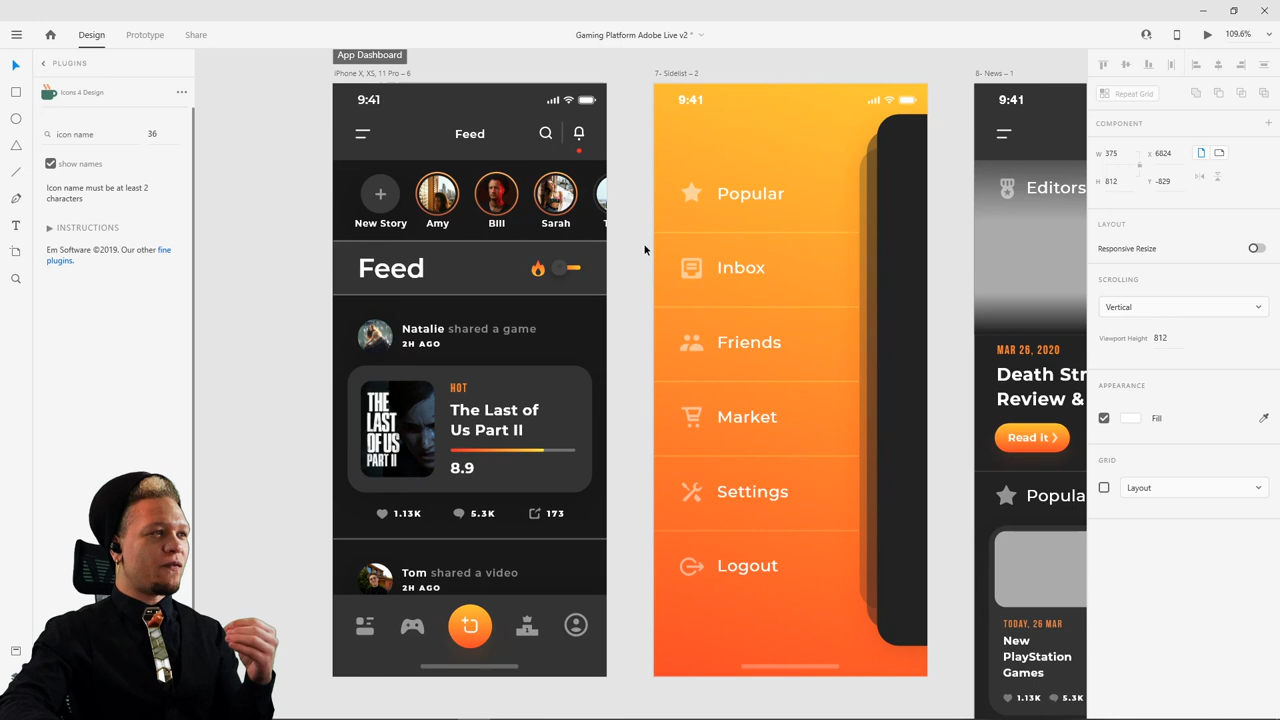 Design
Prototype
Share
Gaming Platform Adobe Live v2 *
109.6%
PLUGINS
Icons 4 Design
icon name
36
show names
Icon name must be at least 2
characters
INSTRUCTIONS
Em Software ©2019. Our other fine
plugins.
App Dashboard
iPhone X, XS, 11 Pro – 6
9:41
Feed
New Story
Amy
Bill
Sarah
Feed
Natalie shared a game
2H AGO
THE
LAST
OF US
PART II
HOT
The Last of
Us Part II
8.9
1.13K
5.3K
173
Tom shared a video
2H AGO
7- Sidelist – 2
9:41
Popular
Inbox
Friends
Market
Settings
Logout
8- News – 1
9:41
Editors
MAR 26, 2020
Death Str
Review &
Read it
Popula
TODAY, 26 MAR
New
PlayStation
Games
1.13K
5.3K
Repeat Grid
COMPONENT
W 375
X 6824
H 812
Y -829
LAYOUT
Responsive Resize
SCROLLING
Vertical
Viewport Height 812
APPEARANCE
Fill
GRID
Layout